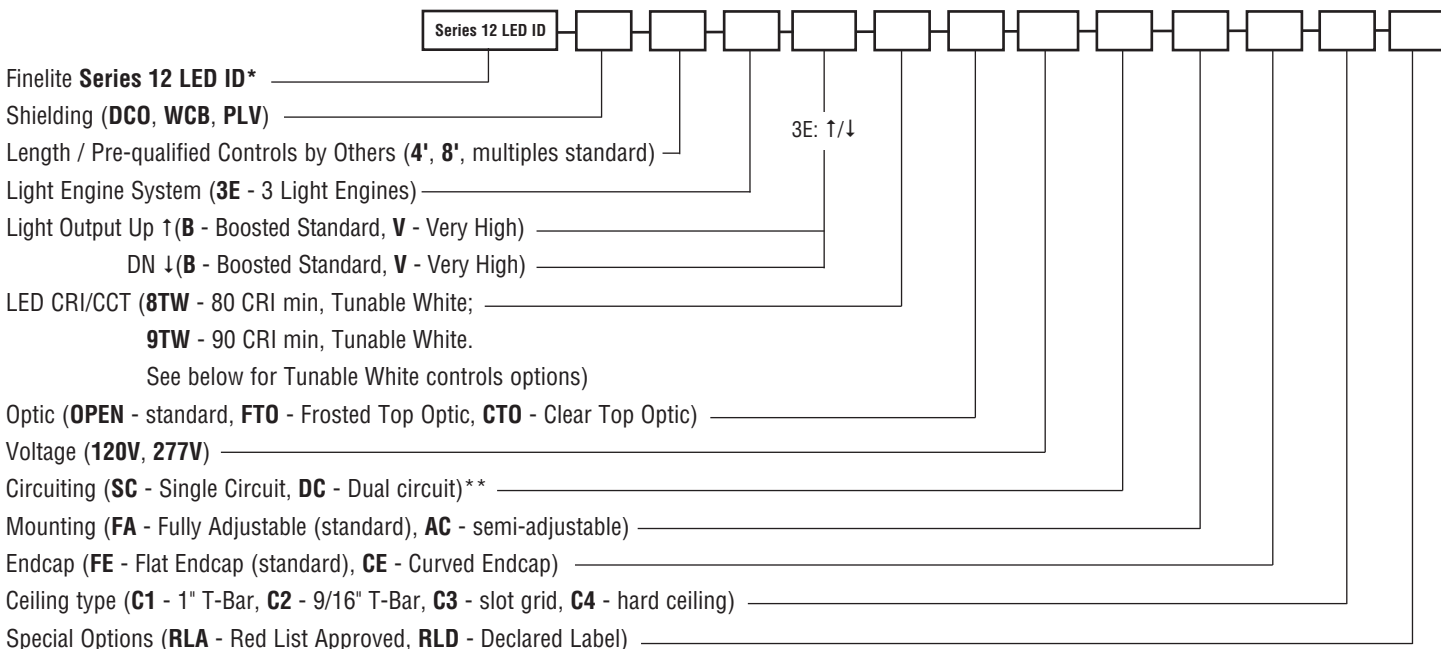 Series 12 LED ID
Finelite Series 12 LED ID*
Shielding (DCO, WCB, PLV)
3E: ↑/↓
Length / Pre-qualified Controls by Others (4', 8', multiples standard)
Light Engine System (3E - 3 Light Engines)
Light Output Up ↑(B - Boosted Standard, V - Very High)
DN ↓(B - Boosted Standard, V - Very High)
LED CRI/CCT (8TW - 80 CRI min, Tunable White;
9TW - 90 CRI min, Tunable White.
See below for Tunable White controls options)
Optic (OPEN - standard, FTO - Frosted Top Optic, CTO - Clear Top Optic)
Voltage (120V, 277V)
Circuiting (SC - Single Circuit, DC - Dual circuit)**
Mounting (FA - Fully Adjustable (standard), AC - semi-adjustable)
Endcap (FE - Flat Endcap (standard), CE - Curved Endcap)
Ceiling type (C1 - 1" T-Bar, C2 - 9/16" T-Bar, C3 - slot grid, C4 - hard ceiling)
Special Options (RLA - Red List Approved, RLD - Declared Label)